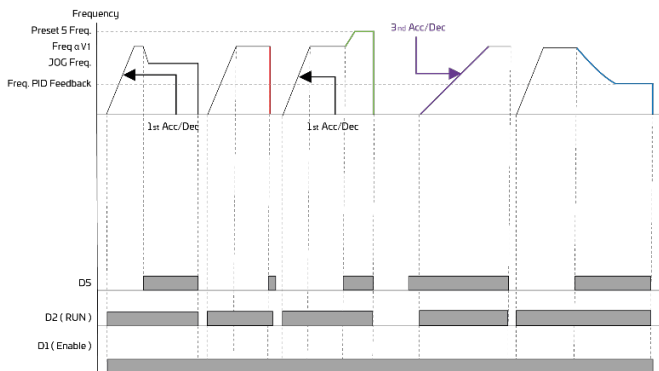 Frequency
Preset 5 Freq.
Freq α V1
JOG Freq.
Freq. PID Feedback
3nd Acc/Dec
1st Acc/Dec
1st Acc/Dec
D5
D2 ( RUN )
D1 ( Enable )